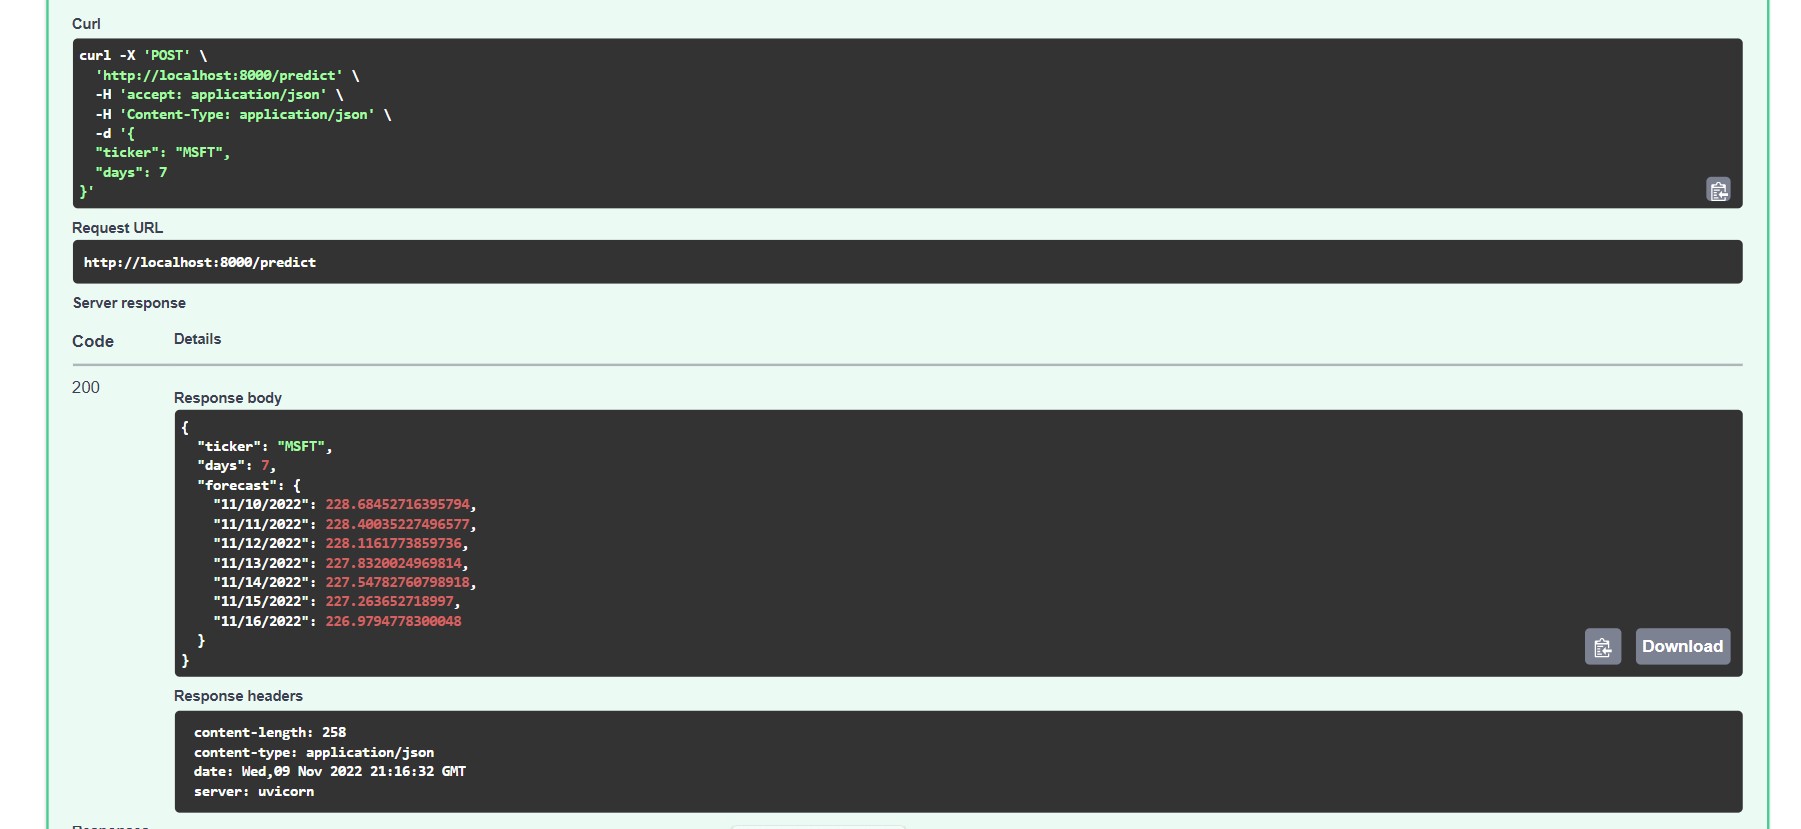 Curl
curl -X 'POST' \
  'http://localhost:8000/predict' \
  -H 'accept: application/json' \
  -H 'Content-Type: application/json' \
  -d '{
  "ticker": "MSFT",
  "days": 7
}'
Request URL
http://localhost:8000/predict
Server response
Code Details
200
Response body
{
  "ticker": "MSFT",
  "days": 7,
  "forecast": {
    "11/10/2022": 228.68452716395794,
    "11/11/2022": 228.40035227496577,
    "11/12/2022": 228.1161773859736,
    "11/13/2022": 227.8320024969814,
    "11/14/2022": 227.54782760798918,
    "11/15/2022": 227.263652718997,
    "11/16/2022": 226.9794778300048
  }
}
Download
Response headers
content-length: 258
content-type: application/json
date: Wed,09 Nov 2022 21:16:32 GMT
server: uvicorn